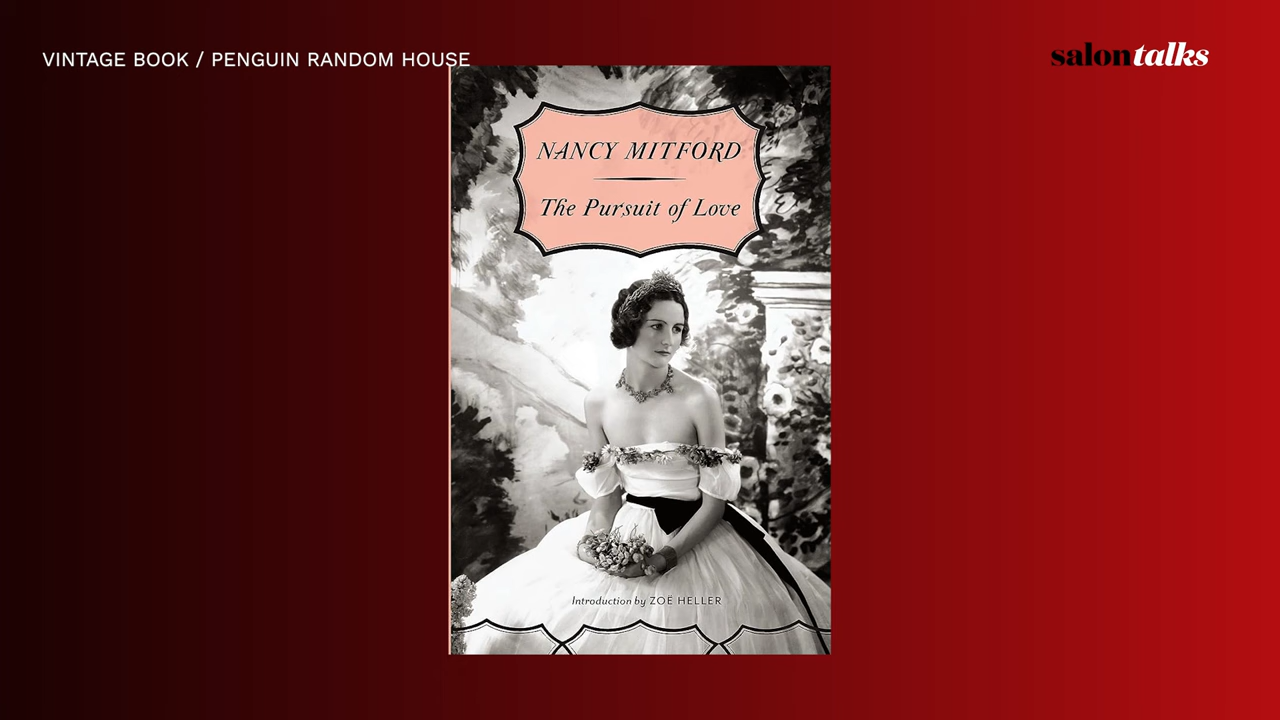 VINTAGE BOOK / PENGUIN RANDOM HOUSE
salontalks
NANCY MITFORD
The Pursuit of Love
Introduction by ZOË HELLER